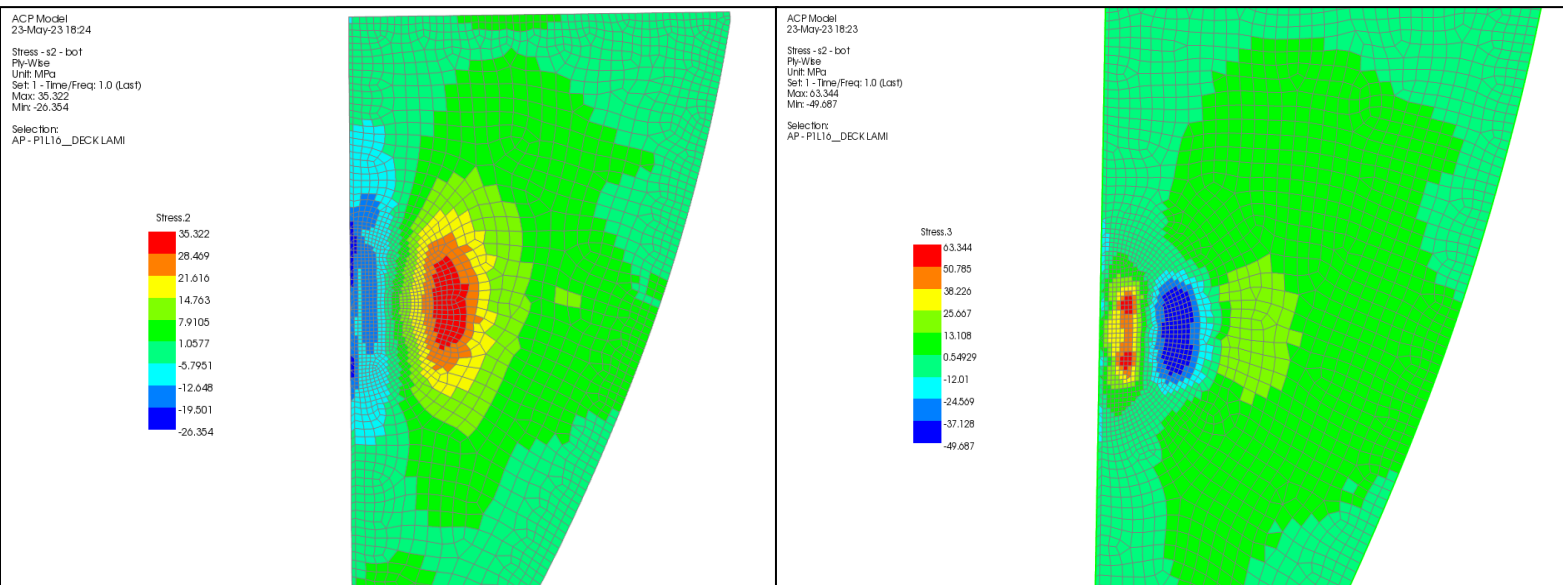 ACP Model
23-May-23 18:24
Stress - s2 - bot
Ply-Wise
Unit: MPa
Set: 1 - Time/Freq: 1.0 (Last)
Max: 35.322
Min: -26.354
Selection:
AP - P1L16__DECK LAMI
Stress.2
35.322
28.469
21.616
14.763
7.9105
1.0577
-5.7951
-12.648
-19.501
-26.354
ACP Model
23-May-23 18:23
Stress - s2 - bot
Ply-Wise
Unit: MPa
Set: 1 - Time/Freq: 1.0 (Last)
Max: 63.344
Min: -49.687
Selection:
AP - P1L16__DECK LAMI
Stress.3
63.344
50.785
38.226
25.667
13.108
0.54929
-12.01
-24.569
-37.128
-49.687